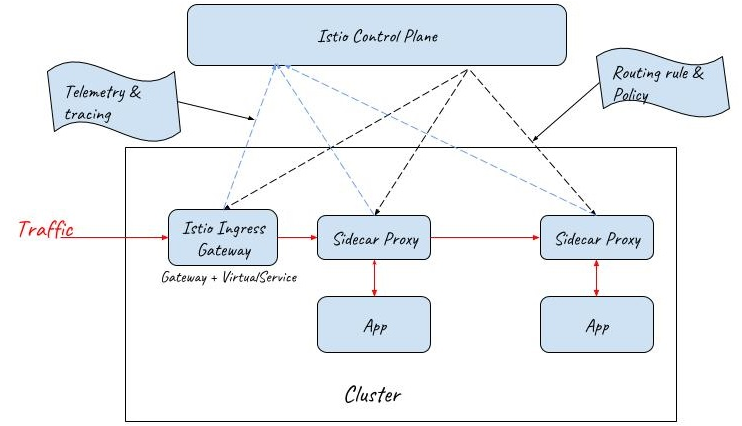 Istio Control Plane
Telemetry &
tracing
Routing rule &
Policy
Traffic
Istio Ingress
Gateway
Sidecar Proxy
Sidecar Proxy
Gateway + VirtualService
App
App
Cluster